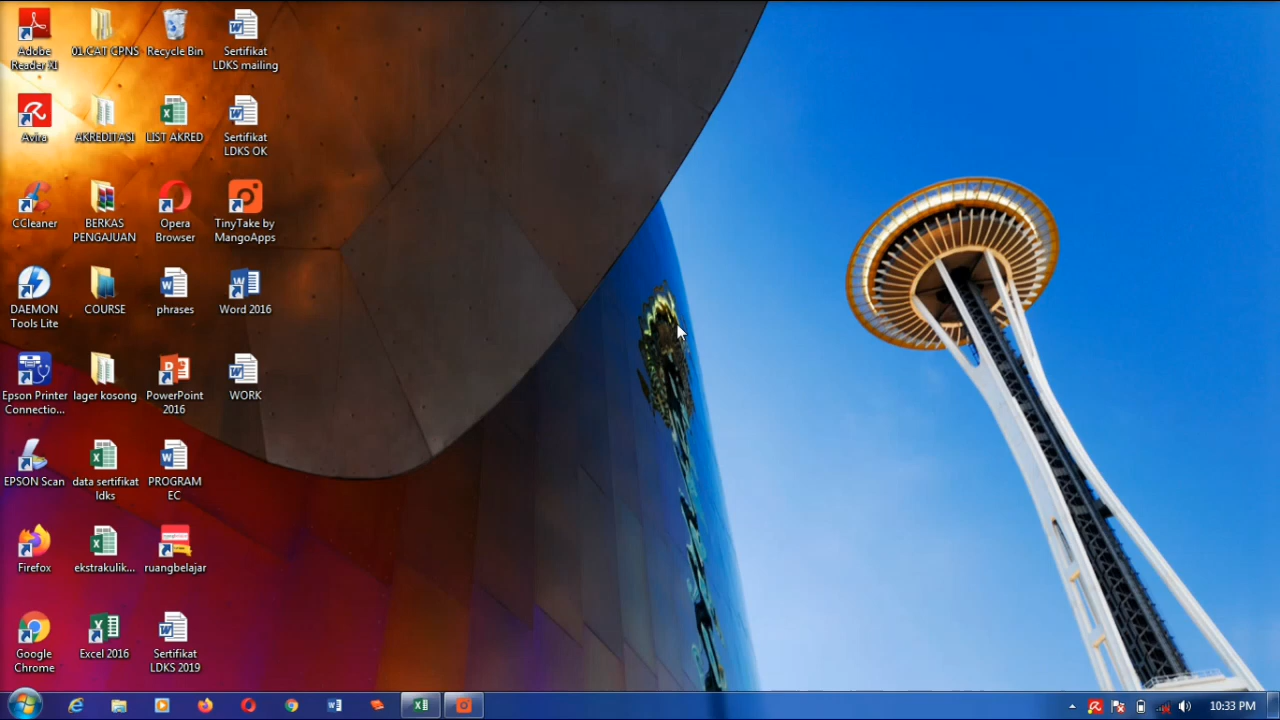 Adobe
Reader XI
01 CAT CPNS
Recycle Bin
Sertifikat
LDKS mailing
Avira
AKREDITASI
LIST AKRED
Sertifikat
LDKS OK
CCleaner
BERKAS
PENGAJUAN
Opera
Browser
TinyTake by
MangoApps
DAEMON
Tools Lite
COURSE
phrases
Word 2016
Epson Printer
Connectio...
lager kosong
PowerPoint
2016
WORK
EPSON Scan
data sertifikat
ldks
PROGRAM
EC
Firefox
ekstrakulik...
ruangbelajar
Google
Chrome
Excel 2016
Sertifikat
LDKS 2019
10:33 PM